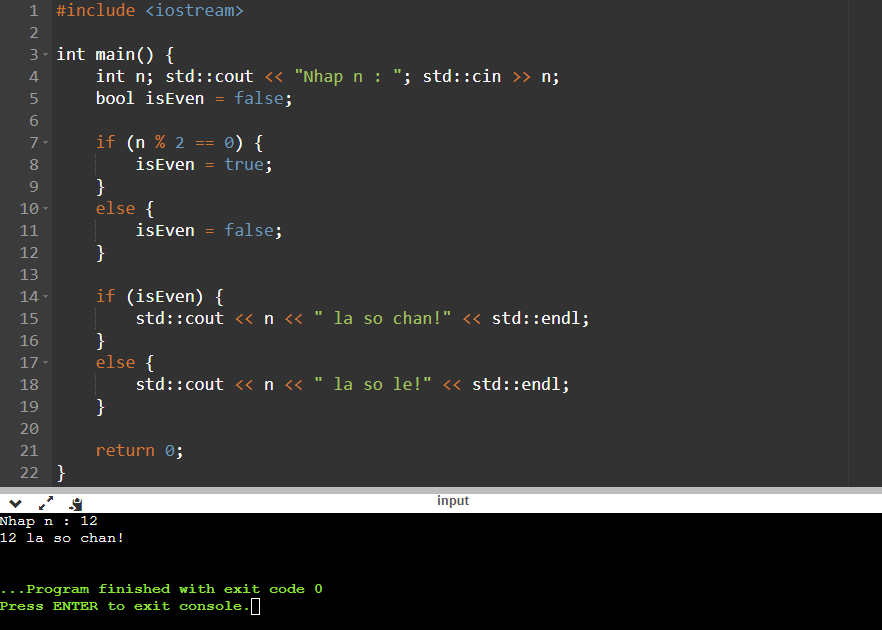 1 #include <iostream>
2
3 int main() {
4     int n; std::cout << "Nhap n : "; std::cin >> n;
5     bool isEven = false;
6
7     if (n % 2 == 0) {
8         isEven = true;
9     }
10     else {
11         isEven = false;
12     }
13
14     if (isEven) {
15         std::cout << n << " la so chan!" << std::endl;
16     }
17     else {
18         std::cout << n << " la so le!" << std::endl;
19     }
20
21     return 0;
22 }
input
Nhap n : 12
12 la so chan!
...Program finished with exit code 0
Press ENTER to exit console.